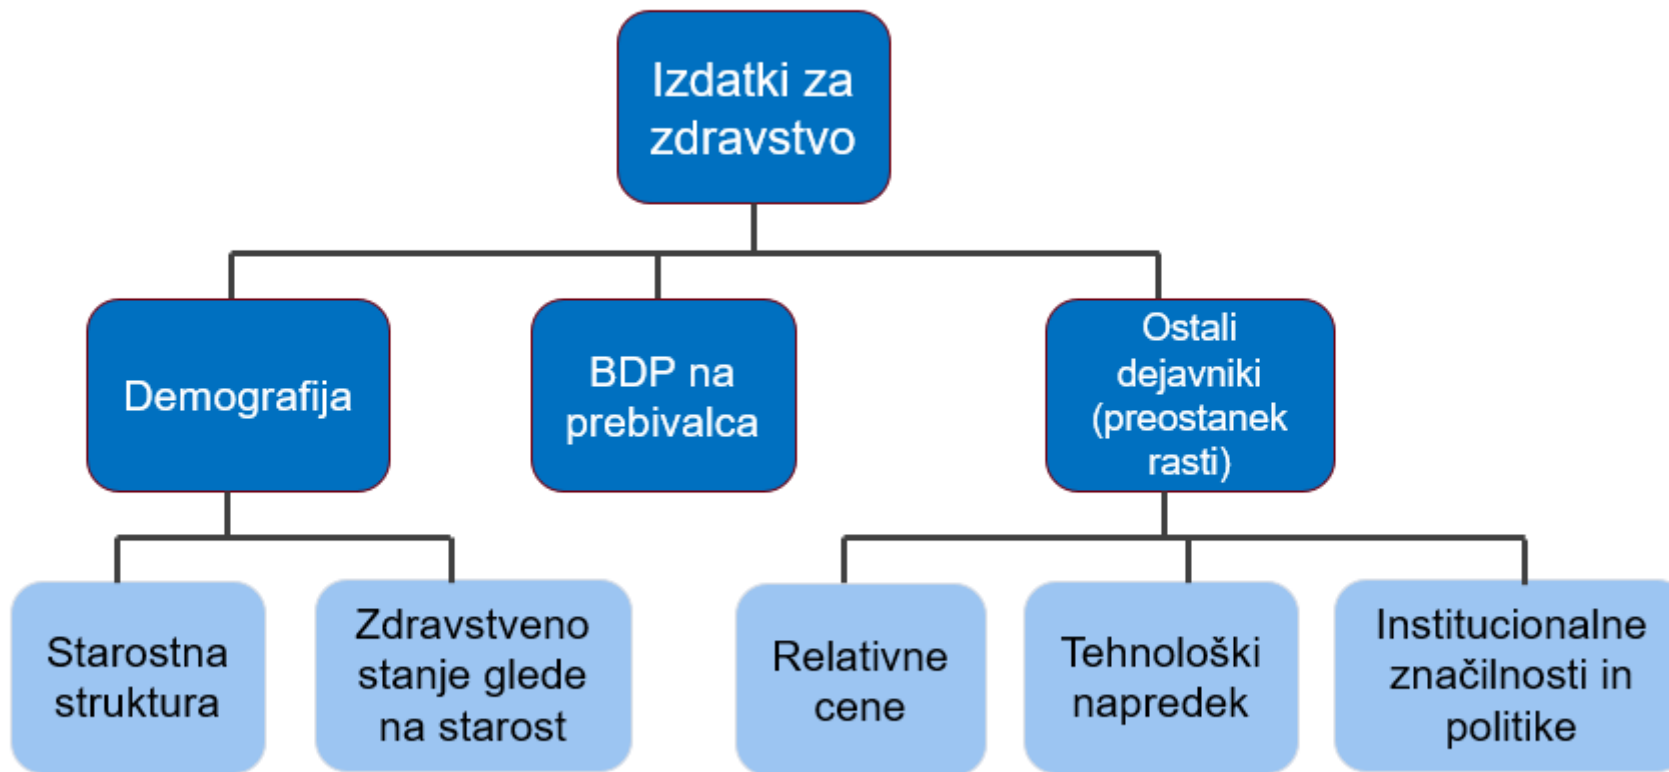 Izdatki za
zdravstvo
Demografija
BDP na
prebivalca
Ostali
dejavniki
(preostanek
rasti)
Starostna
struktura
Zdravstveno
stanje glede
na starost
Relativne
cene
Tehnološki
napredek
Institucionalne
značilnosti in
politike